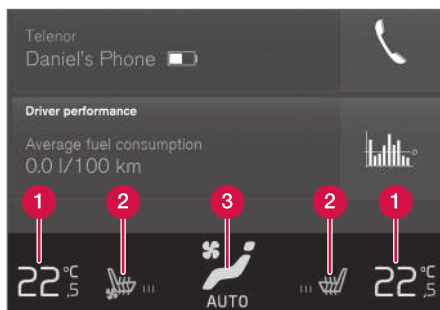 Telenor
Daniel's Phone
Driver performance
Average fuel consumption
0.0 l/100 km
1 2 3 2 1
22,5 °C 22,5 °C
AUTO